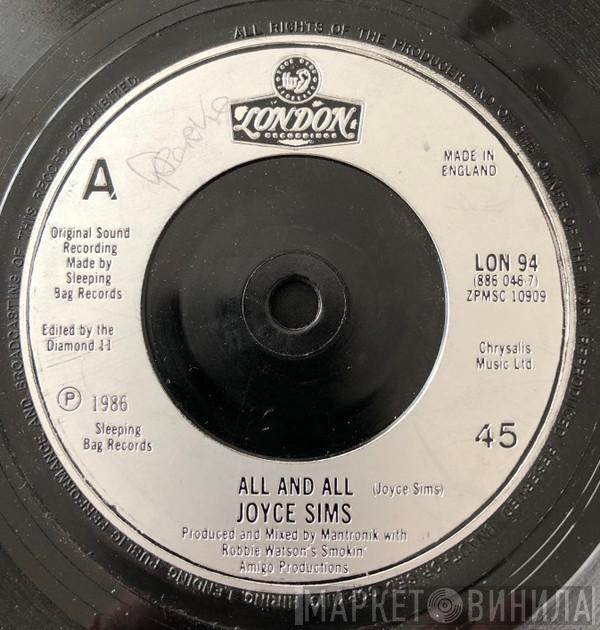 ALL RIGHTS OF THE PRODUCER AND OF THE OWNER OF THE WORK REPRODUCED RESERVED
PERFORMANCE AND BROADCASTING OF THIS RECORD PROHIBITED
LONDON
RECORDINGS
A
MADE IN
ENGLAND
Original Sound
Recording
Made by
Sleeping
Bag Records
LON 94
(886 046-7)
ZPMSC 10909
Edited by the
Diamond 11
Chrysalis
Music Ltd.
℗ 1986
Sleeping
Bag Records
45
ALL AND ALL (Joyce Sims)
JOYCE SIMS
Produced and Mixed by Mantronik with
Robbie Watson's Smokin'
Amigo Productions
МАРКЕТ ВИНИЛА